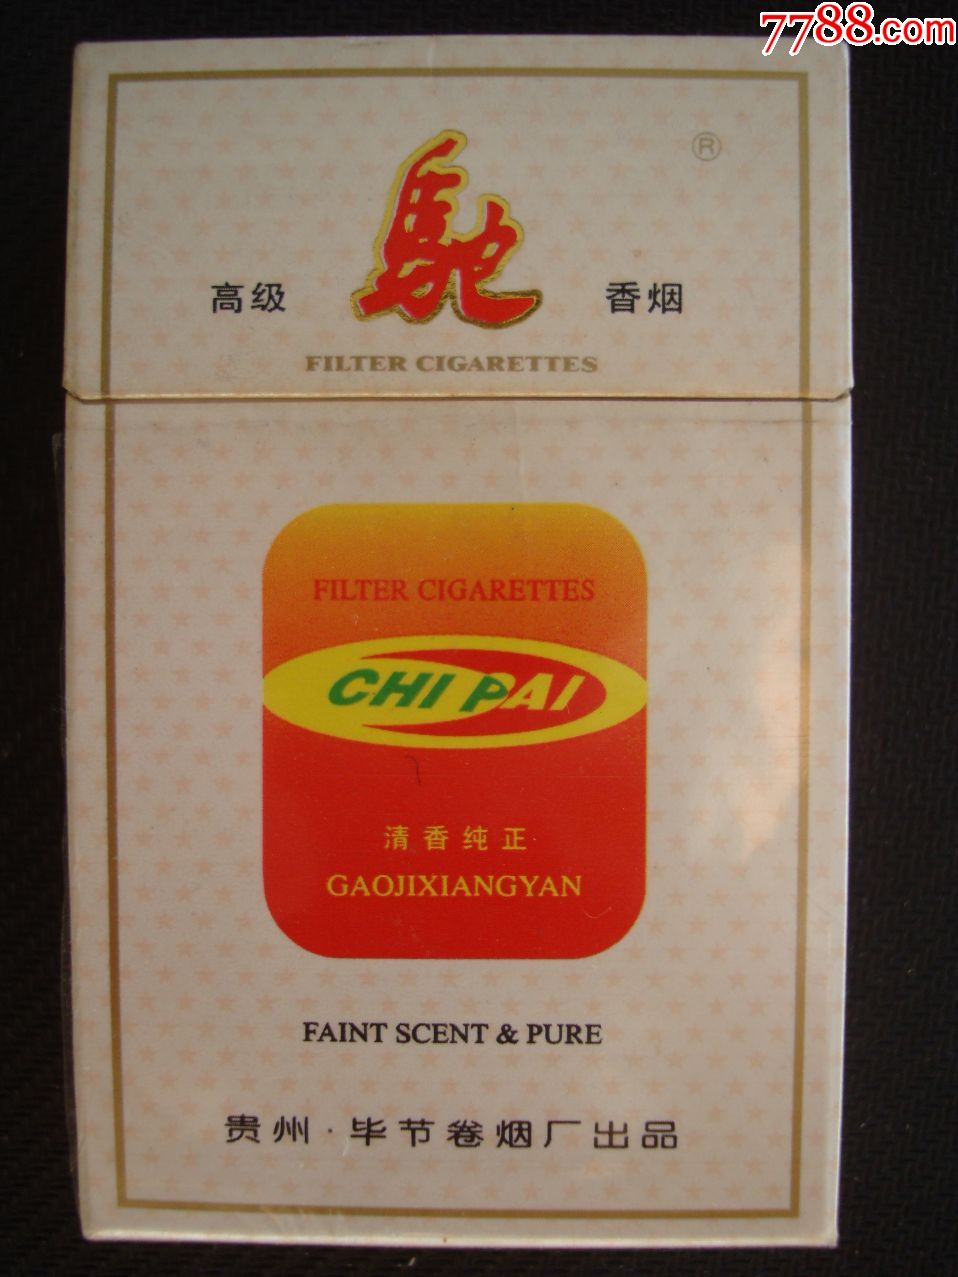 7788.com
®
馳
高级 香烟
FILTER CIGARETTES
FILTER CIGARETTES
CHI PAI
清香纯正
GAOJIXIANGYAN
FAINT SCENT & PURE
贵州·毕节卷烟厂出品